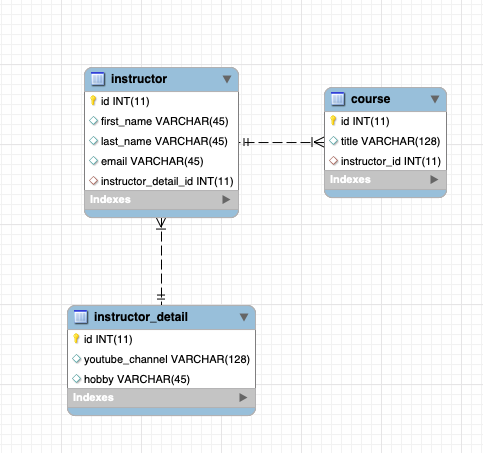 instructor
id INT(11)
first_name VARCHAR(45)
last_name VARCHAR(45)
email VARCHAR(45)
instructor_detail_id INT(11)
Indexes
course
id INT(11)
title VARCHAR(128)
instructor_id INT(11)
Indexes
instructor_detail
id INT(11)
youtube_channel VARCHAR(128)
hobby VARCHAR(45)
Indexes